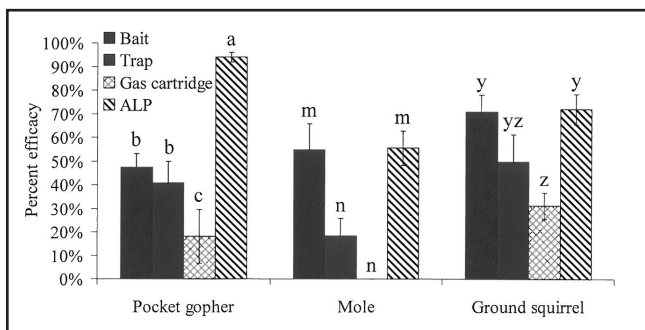 100%
90%
80%
70%
60%
50%
40%
30%
20%
10%
0%
Percent efficacy
Bait
Trap
Gas cartridge
ALP
b b c a
m n n m
y yz z y
Pocket gopher Mole Ground squirrel